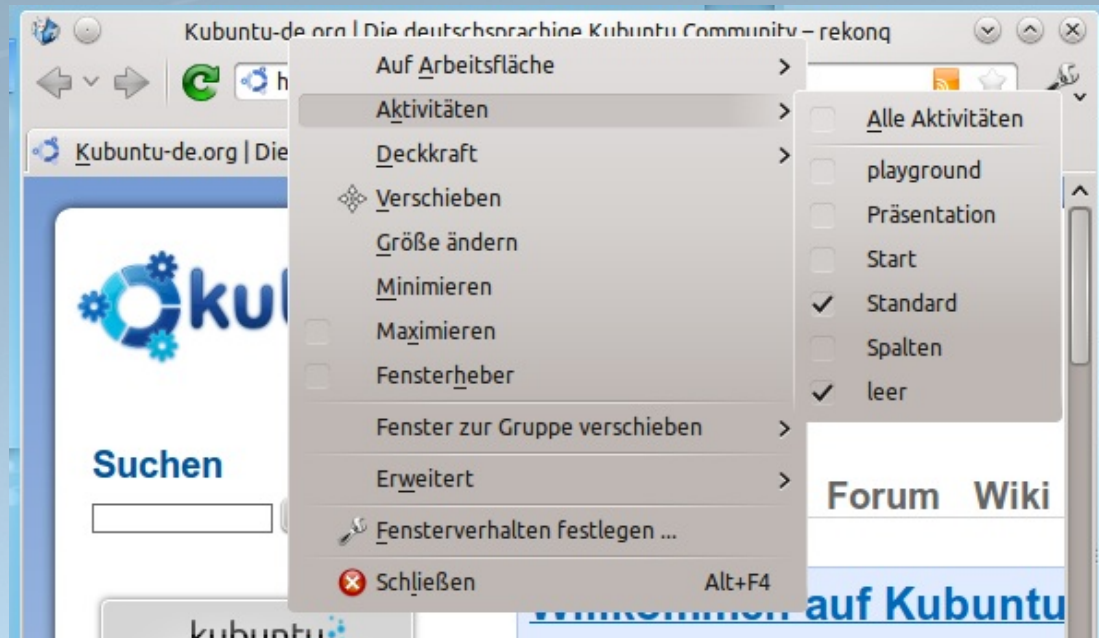 Kubuntu-de.org | Die deutschsprachige Kubuntu Community – rekonq
h
Kubuntu-de.org | Die
Auf Arbeitsfläche
Aktivitäten
Deckkraft
Verschieben
Größe ändern
Minimieren
Maximieren
Fensterheber
Fenster zur Gruppe verschieben
Erweitert
Fensterverhalten festlegen ...
Schließen Alt+F4
Alle Aktivitäten
playground
Präsentation
Start
Standard
Spalten
leer
ku
Suchen
Forum Wiki
Willkommen auf Kubuntu
kubuntu